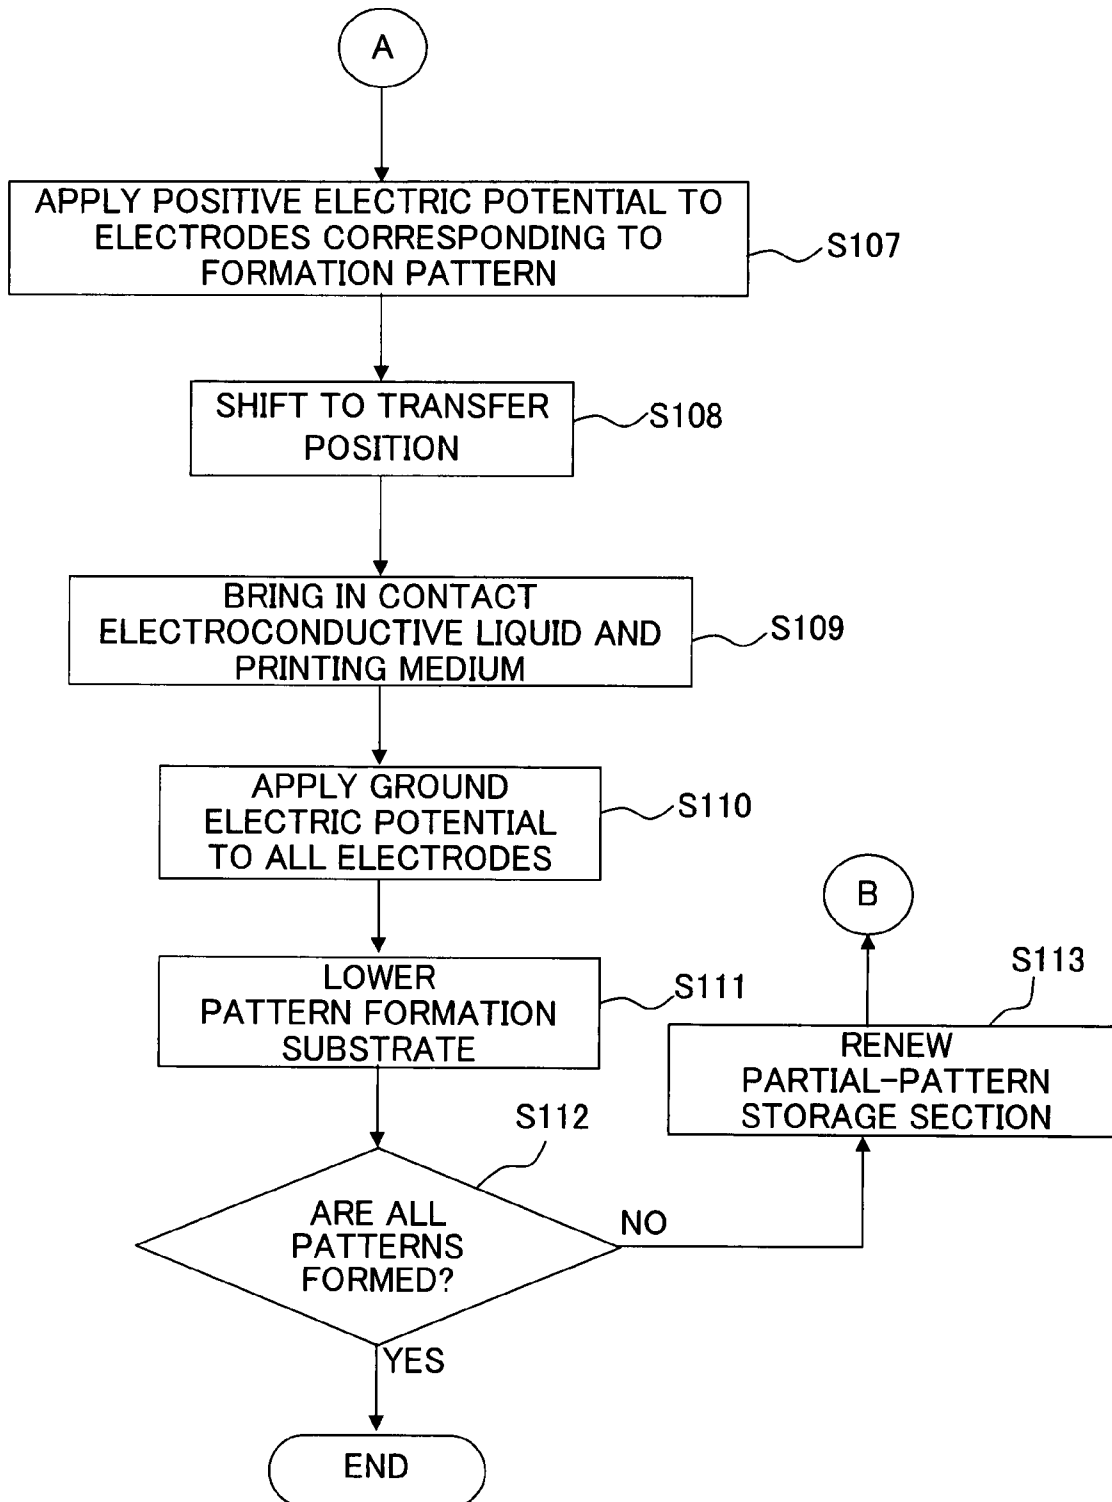 A
APPLY POSITIVE ELECTRIC POTENTIAL TO
ELECTRODES CORRESPONDING TO
FORMATION PATTERN
S107
SHIFT TO TRANSFER
POSITION
S108
BRING IN CONTACT
ELECTROCONDUCTIVE LIQUID AND
PRINTING MEDIUM
S109
APPLY GROUND
ELECTRIC POTENTIAL
TO ALL ELECTRODES
S110
LOWER
PATTERN FORMATION
SUBSTRATE
S111
S112
ARE ALL
PATTERNS
FORMED?
NO
YES
END
B
S113
RENEW
PARTIAL-PATTERN
STORAGE SECTION